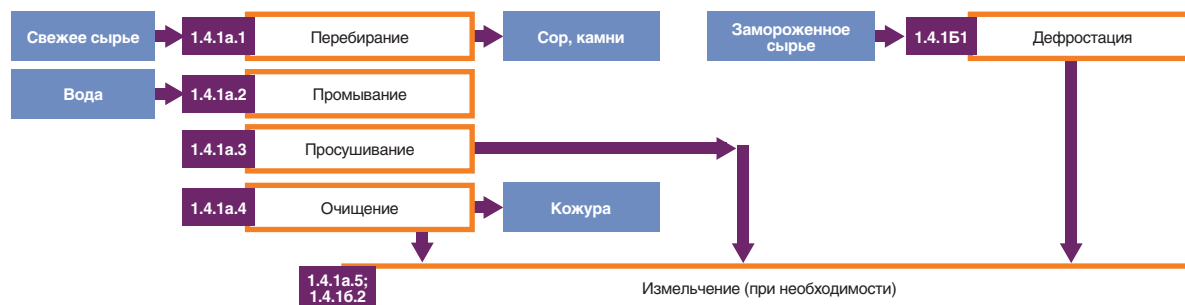 Свежее сырье
1.4.1а.1
Перебирание
Сор, камни
Замороженное
сырье
1.4.1Б1
Дефростация
Вода
1.4.1а.2
Промывание
1.4.1а.3
Просушивание
1.4.1а.4
Очищение
Кожура
1.4.1а.5;
1.4.1б.2
Измельчение (при необходимости)